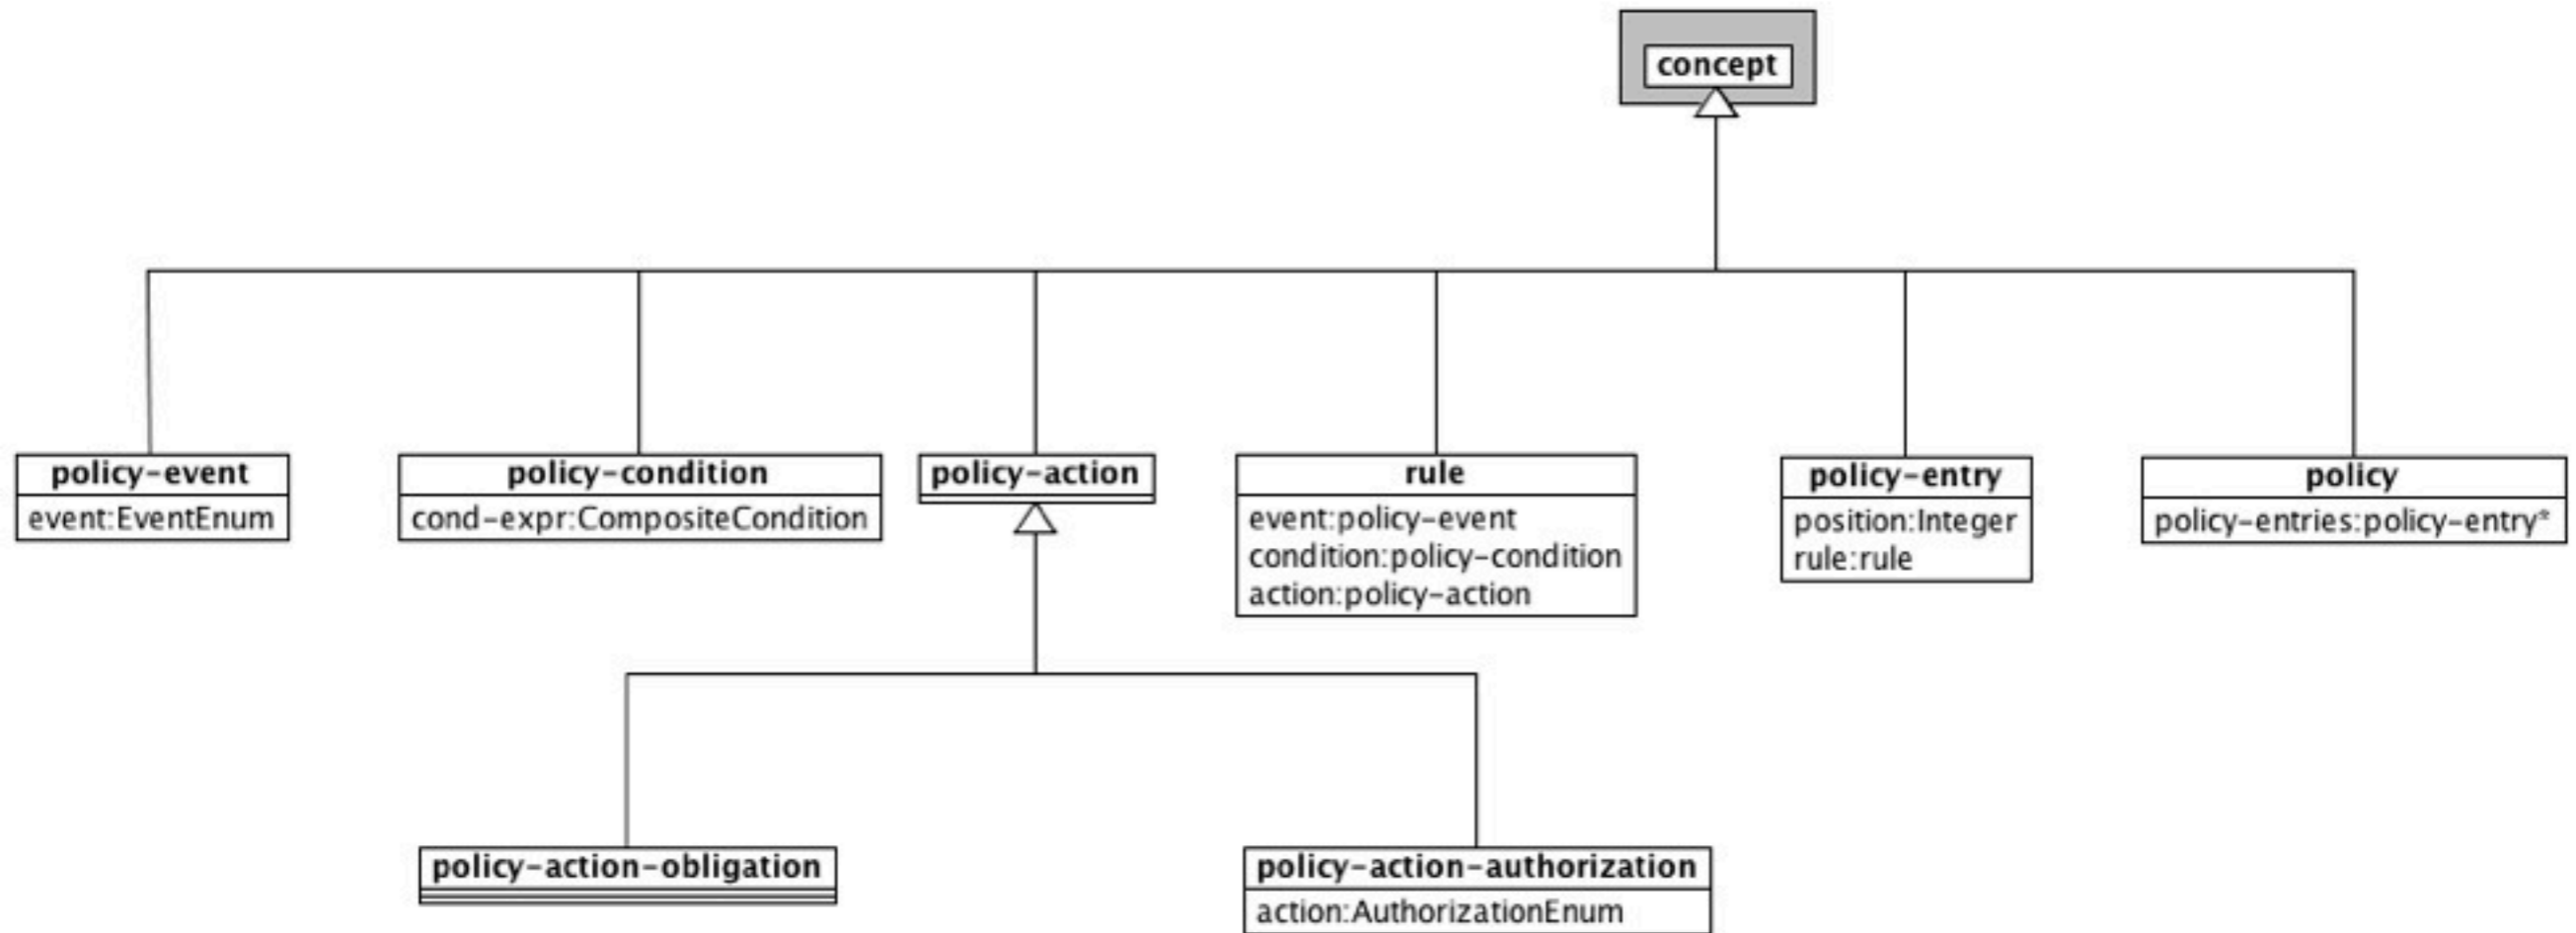 concept
policy-event
event:EventEnum
policy-condition
cond-expr:CompositeCondition
policy-action
rule
event:policy-event
condition:policy-condition
action:policy-action
policy-entry
position:Integer
rule:rule
policy
policy-entries:policy-entry*
policy-action-obligation
policy-action-authorization
action:AuthorizationEnum